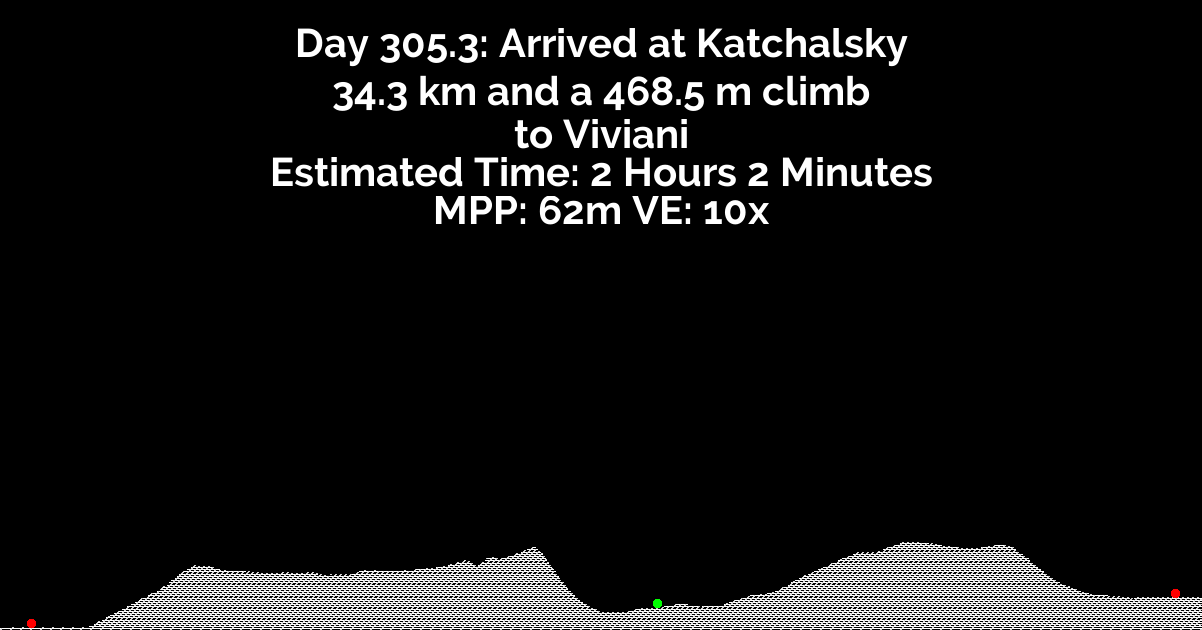 Day 305.3: Arrived at Katchalsky
34.3 km and a 468.5 m climb
to Viviani
Estimated Time: 2 Hours 2 Minutes
MPP: 62m VE: 10x